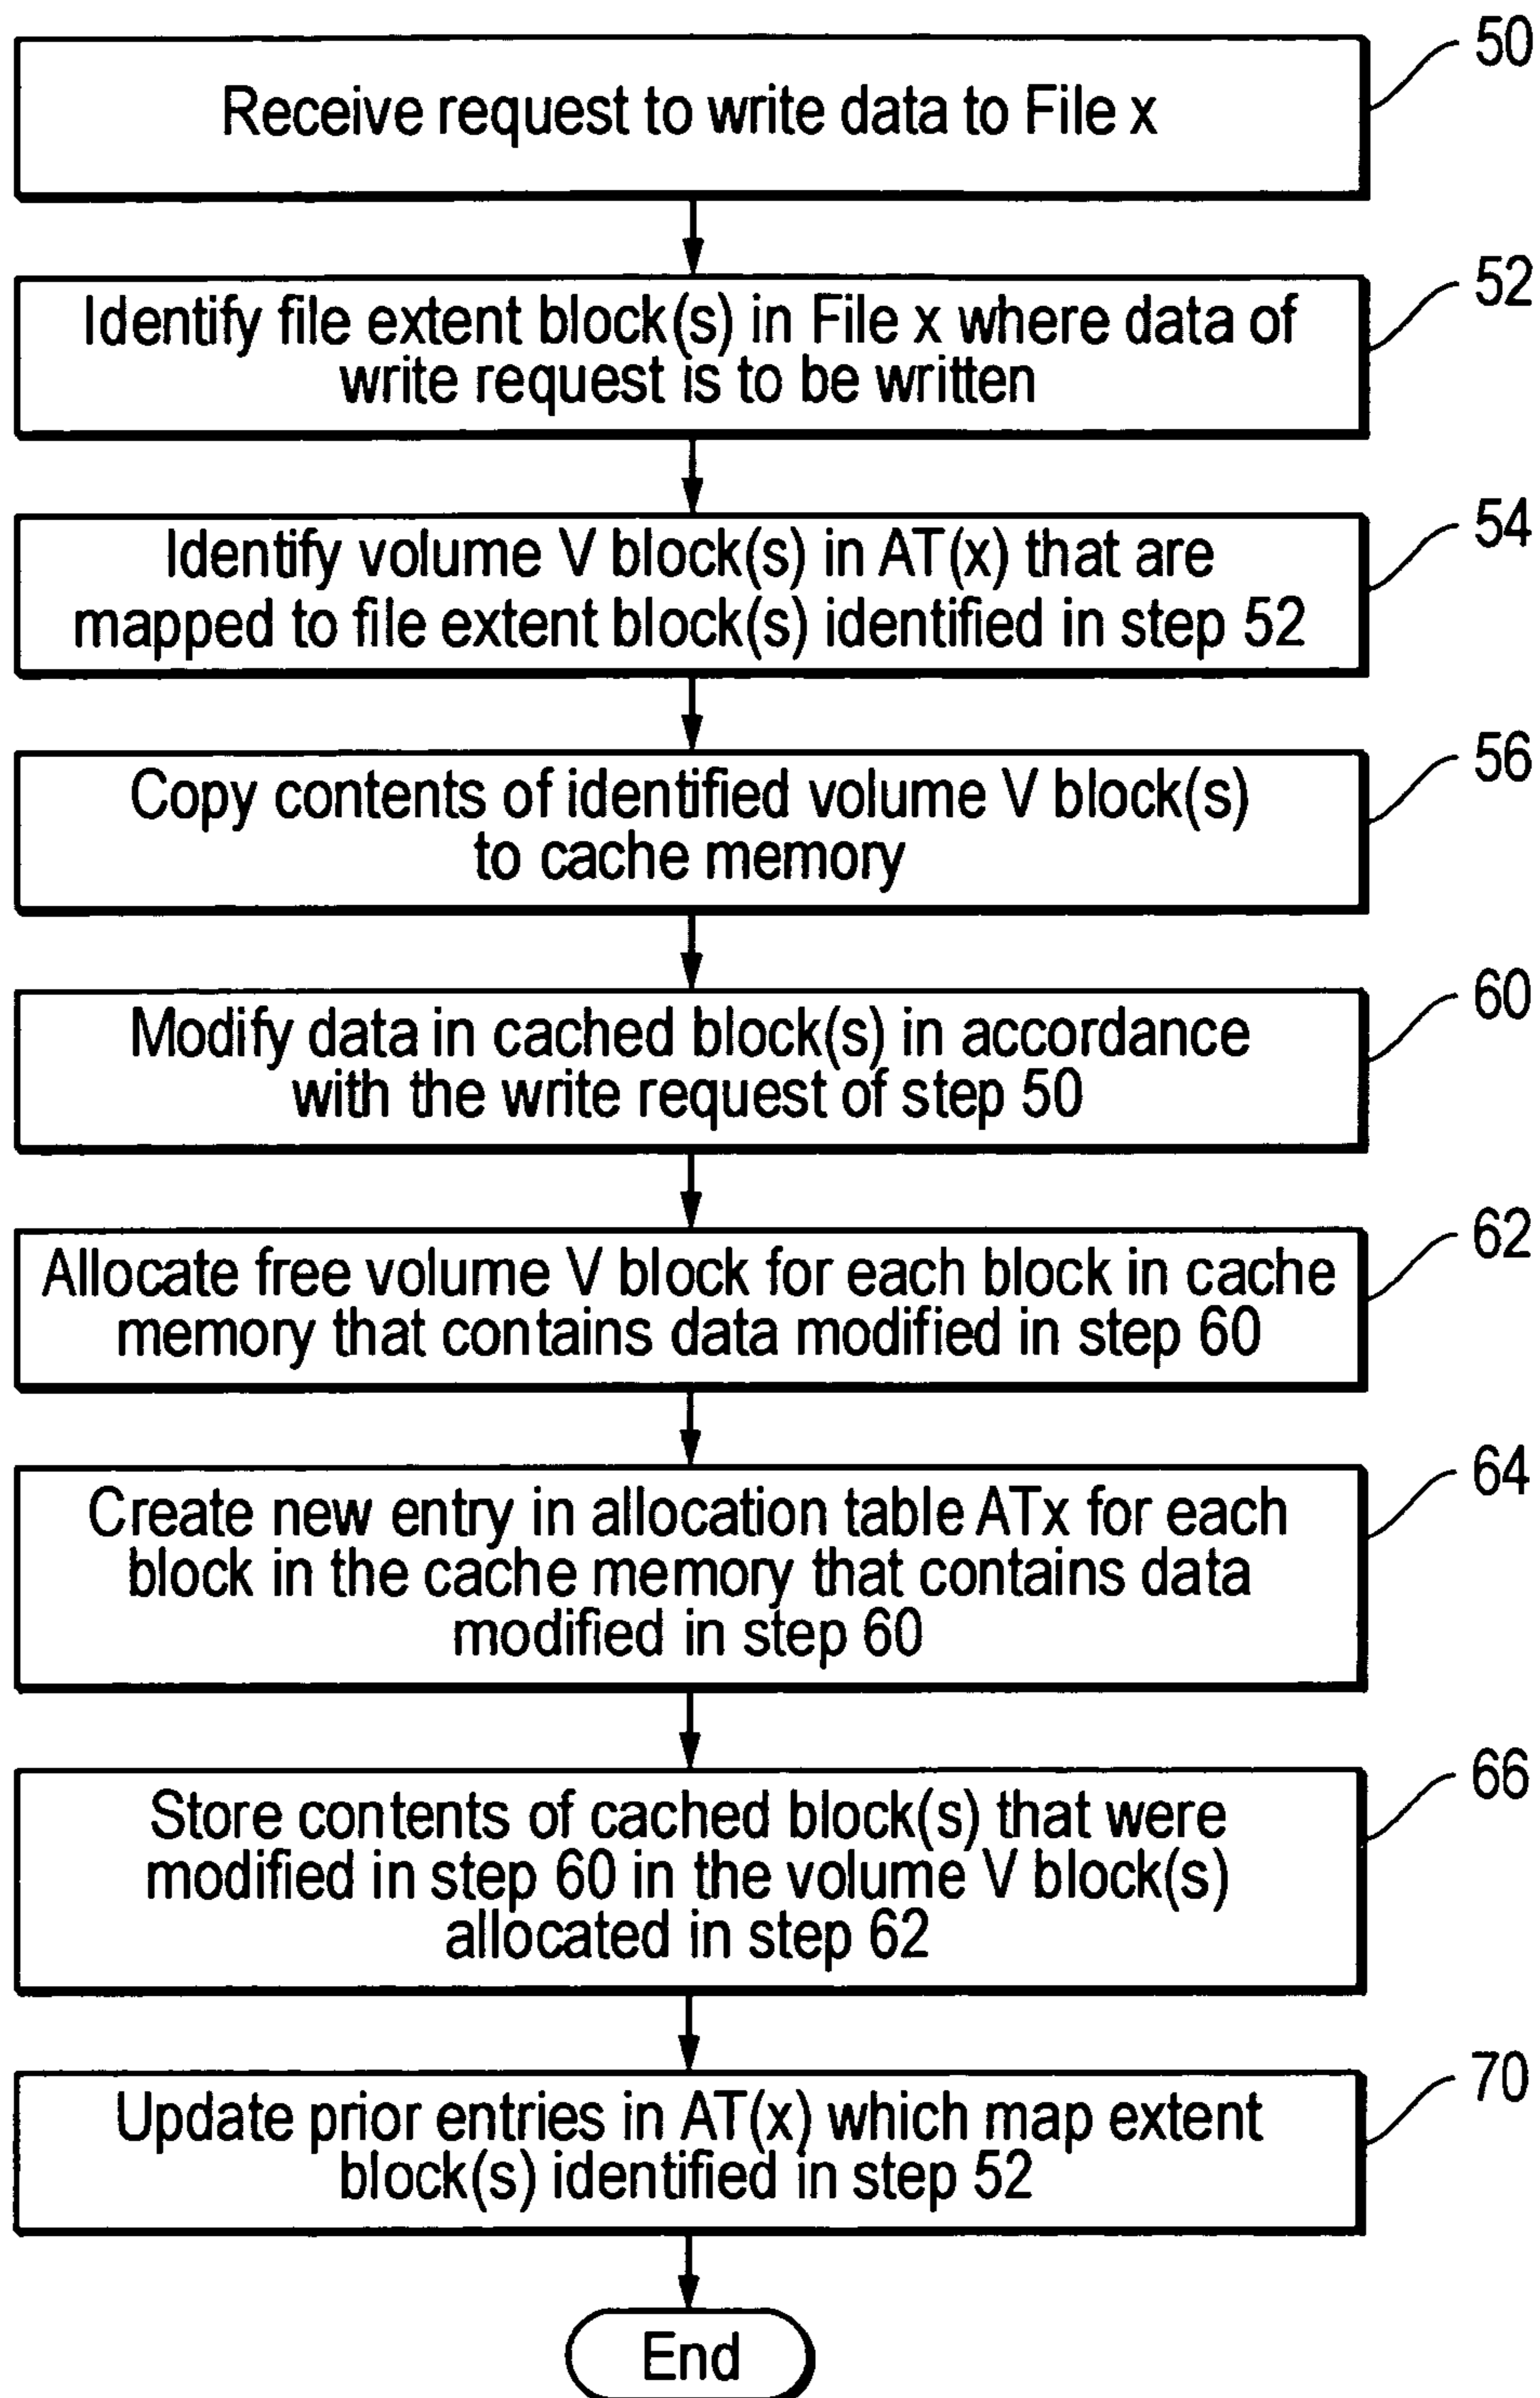 50
Receive request to write data to File x
52
Identify file extent block(s) in File x where data of
write request is to be written
54
Identify volume V block(s) in AT(x) that are
mapped to file extent block(s) identified in step 52
56
Copy contents of identified volume V block(s)
to cache memory
60
Modify data in cached block(s) in accordance
with the write request of step 50
62
Allocate free volume V block for each block in cache
memory that contains data modified in step 60
64
Create new entry in allocation table ATx for each
block in the cache memory that contains data
modified in step 60
66
Store contents of cached block(s) that were
modified in step 60 in the volume V block(s)
allocated in step 62
70
Update prior entries in AT(x) which map extent
block(s) identified in step 52
End